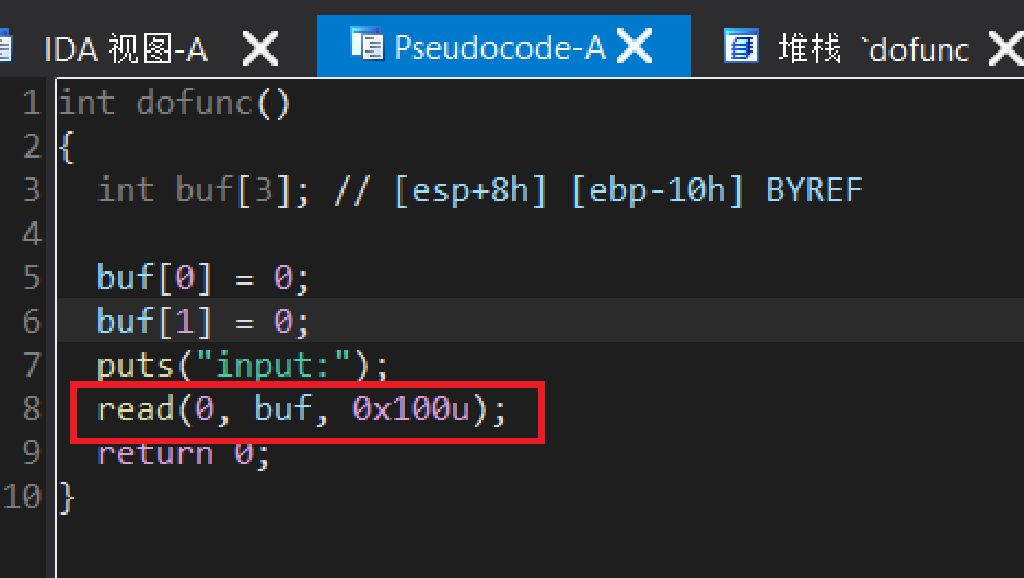 IDA 视图-A Pseudocode-A 堆栈 `dofunc
1 int dofunc()
2 {
3   int buf[3]; // [esp+8h] [ebp-10h] BYREF
4
5   buf[0] = 0;
6   buf[1] = 0;
7   puts("input:");
8   read(0, buf, 0x100u);
9   return 0;
10 }